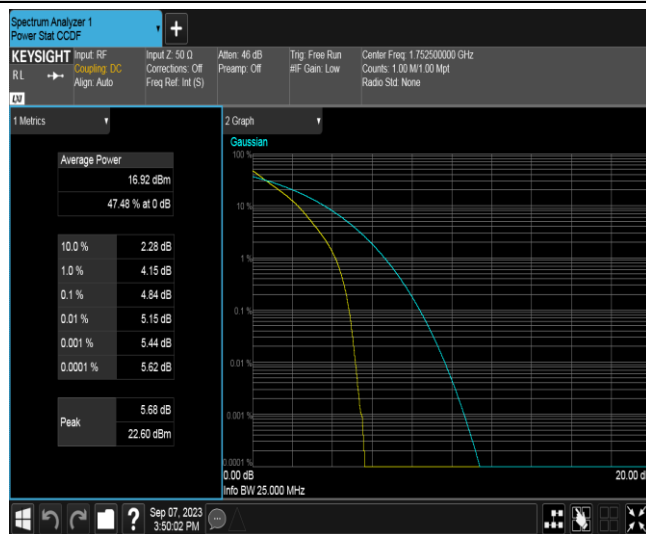 Spectrum Analyzer 1
Power Stat CCDF
+
KEYSIGHT
RL
LXI
Input: RF
Coupling: DC
Align: Auto
Input Z: 50 Ω
Corrections: Off
Freq Ref: Int (S)
Atten: 46 dB
Preamp: Off
Trig: Free Run
#IF Gain: Low
Center Freq: 1.752500000 GHz
Counts: 1.00 M/1.00 Mpt
Radio Std: None
1 Metrics
Average Power
16.92 dBm
47.48 % at 0 dB
10.0 % 2.28 dB
1.0 % 4.15 dB
0.1 % 4.84 dB
0.01 % 5.15 dB
0.001 % 5.44 dB
0.0001 % 5.62 dB
Peak
5.68 dB
22.60 dBm
2 Graph
Gaussian
100 %
10 %
1 %
0.1 %
0.01 %
0.001 %
0.0001 %
0.00 dB 20.00 d
Info BW 25.000 MHz
?
Sep 07, 2023
3:50:02 PM